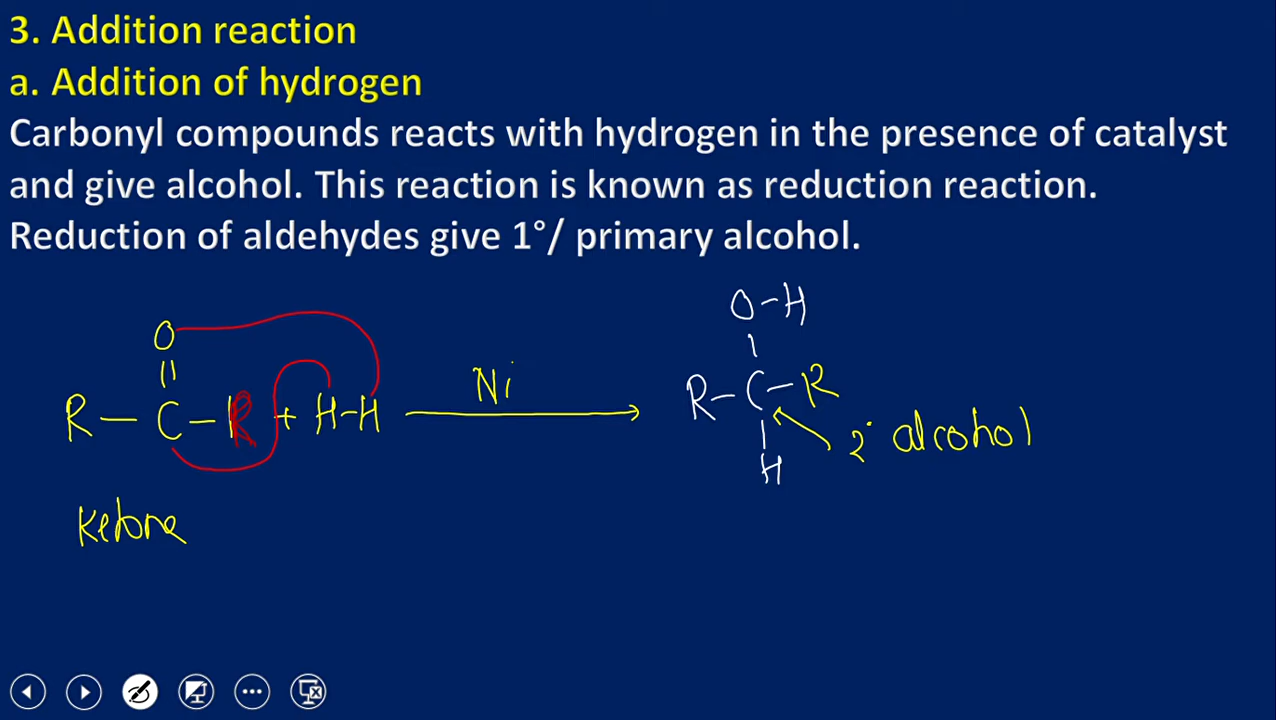 3. Addition reaction
a. Addition of hydrogen
Carbonyl compounds reacts with hydrogen in the presence of catalyst
and give alcohol. This reaction is known as reduction reaction.
Reduction of aldehydes give 1°/ primary alcohol.
O
||
R — C — R + H-H
Ni
Ketone
O-H
|
R-C-R
|
H
2° alcohol